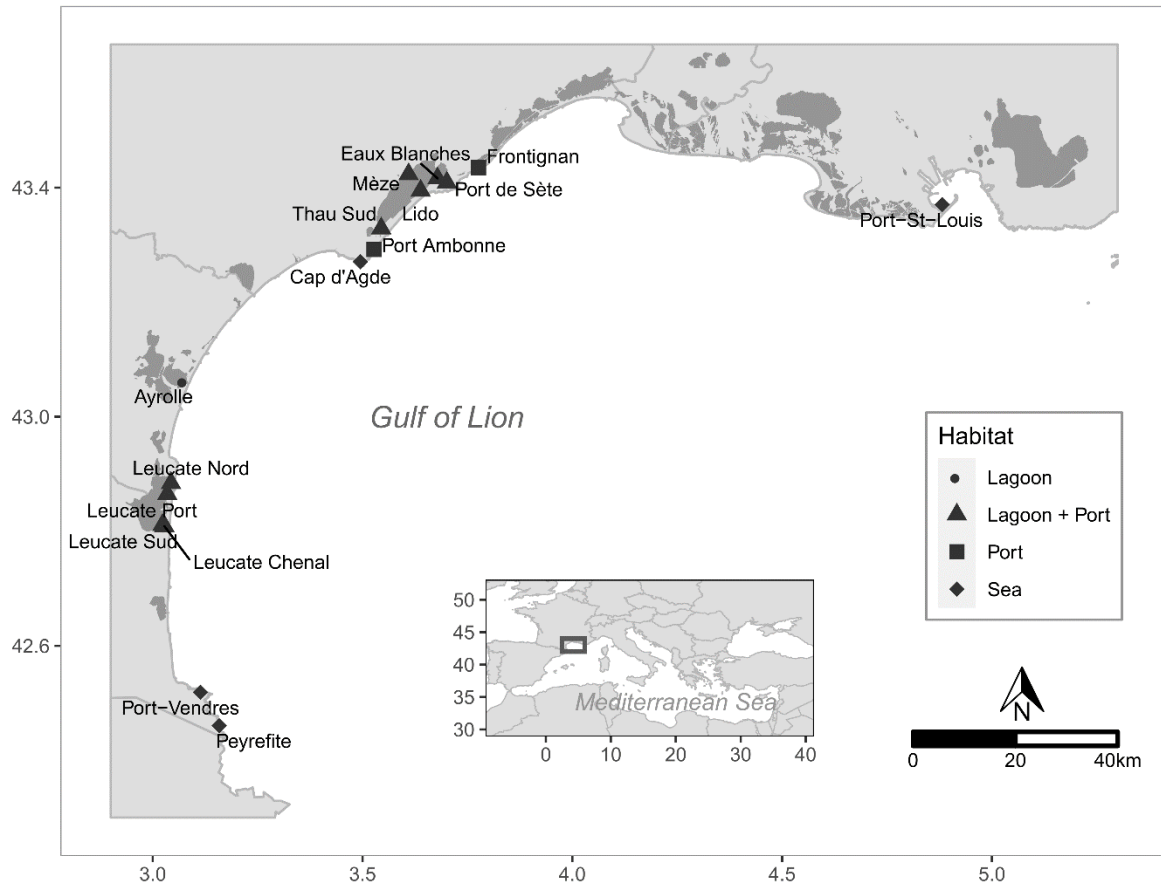 43.4
43.0
42.6
3.0
3.5
4.0
4.5
5.0
Eaux Blanches
Frontignan
Mèze
Port de Sète
Thau Sud
Lido
Port Ambonne
Cap d'Agde
Port−St−Louis
Ayrolle
Gulf of Lion
Leucate Nord
Leucate Port
Leucate Sud
Leucate Chenal
Port−Vendres
Peyrefite
Habitat
Lagoon
Lagoon + Port
Port
Sea
50
45
40
35
30
Mediterranean Sea
0
10
20
30
40
N
0
20
40km